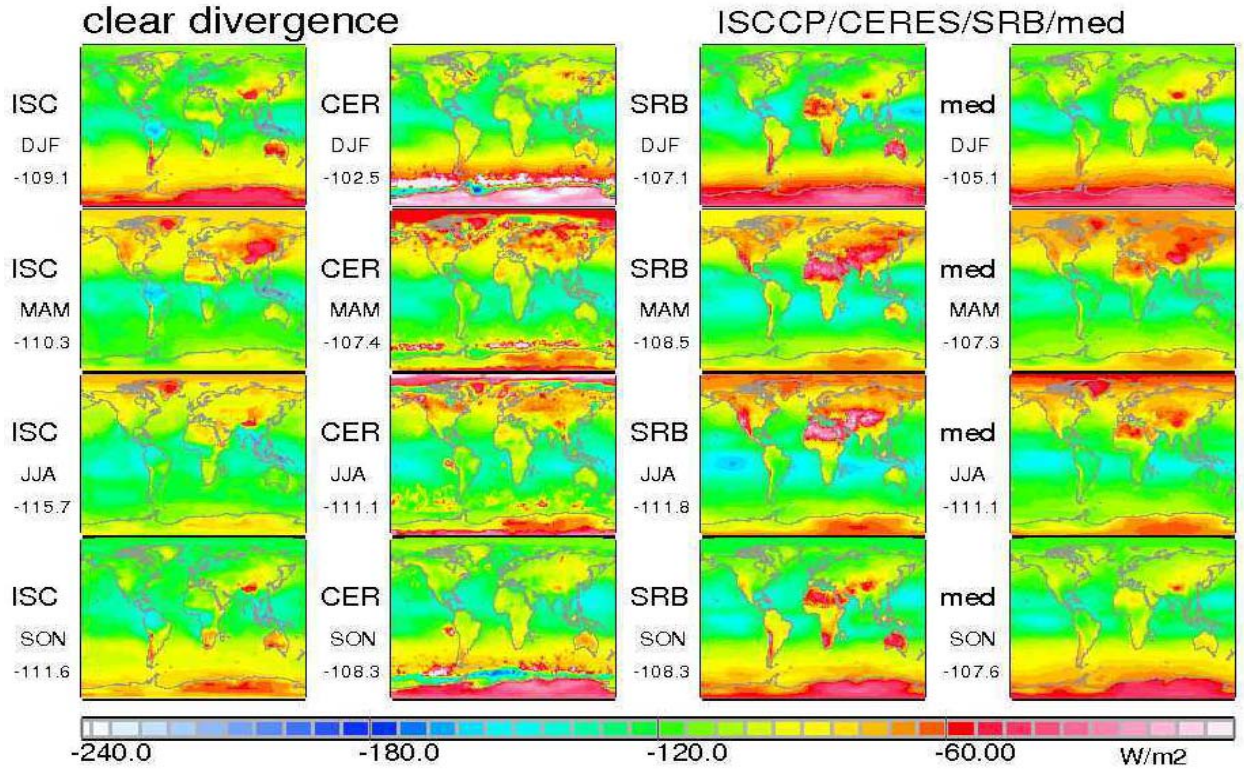 clear divergence ISCCP/CERES/SRB/med
ISC CER SRB med
DJF DJF DJF DJF
-109.1 -102.5 -107.1 -105.1
ISC CER SRB med
MAM MAM MAM MAM
-110.3 -107.4 -108.5 -107.3
ISC CER SRB med
JJA JJA JJA JJA
-115.7 -111.1 -111.8 -111.1
ISC CER SRB med
SON SON SON SON
-111.6 -108.3 -108.3 -107.6
-240.0 -180.0 -120.0 -60.00 W/m2